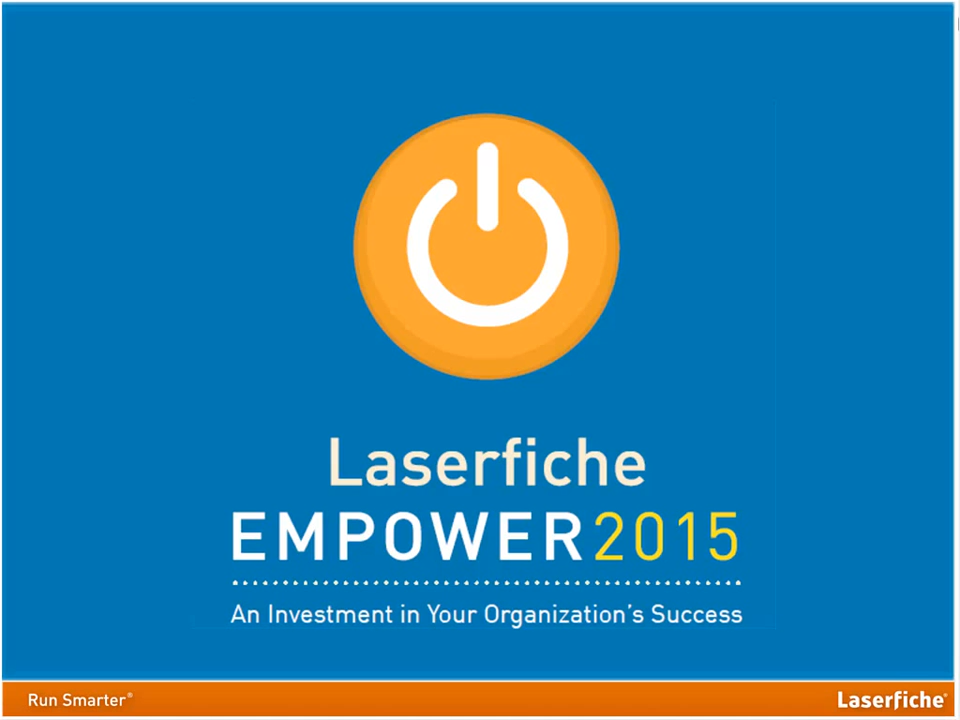 Laserfiche
EMPOWER2015
An Investment in Your Organization's Success
Run Smarter®
Laserfiche®